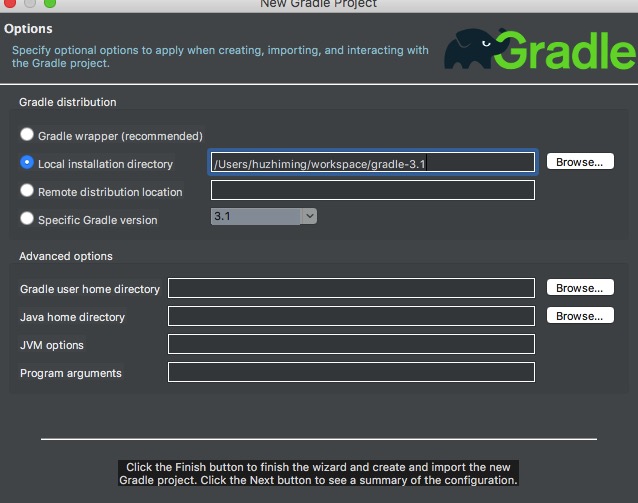 New Gradle Project
Options
Specify optional options to apply when creating, importing, and interacting with
the Gradle project.
Gradle
Gradle distribution
Gradle wrapper (recommended)
Local installation directory
/Users/huzhiming/workspace/gradle-3.1
Browse...
Remote distribution location
Specific Gradle version
3.1
Advanced options
Gradle user home directory
Browse...
Java home directory
Browse...
JVM options
Program arguments
Click the Finish button to finish the wizard and create and import the new
Gradle project. Click the Next button to see a summary of the configuration.